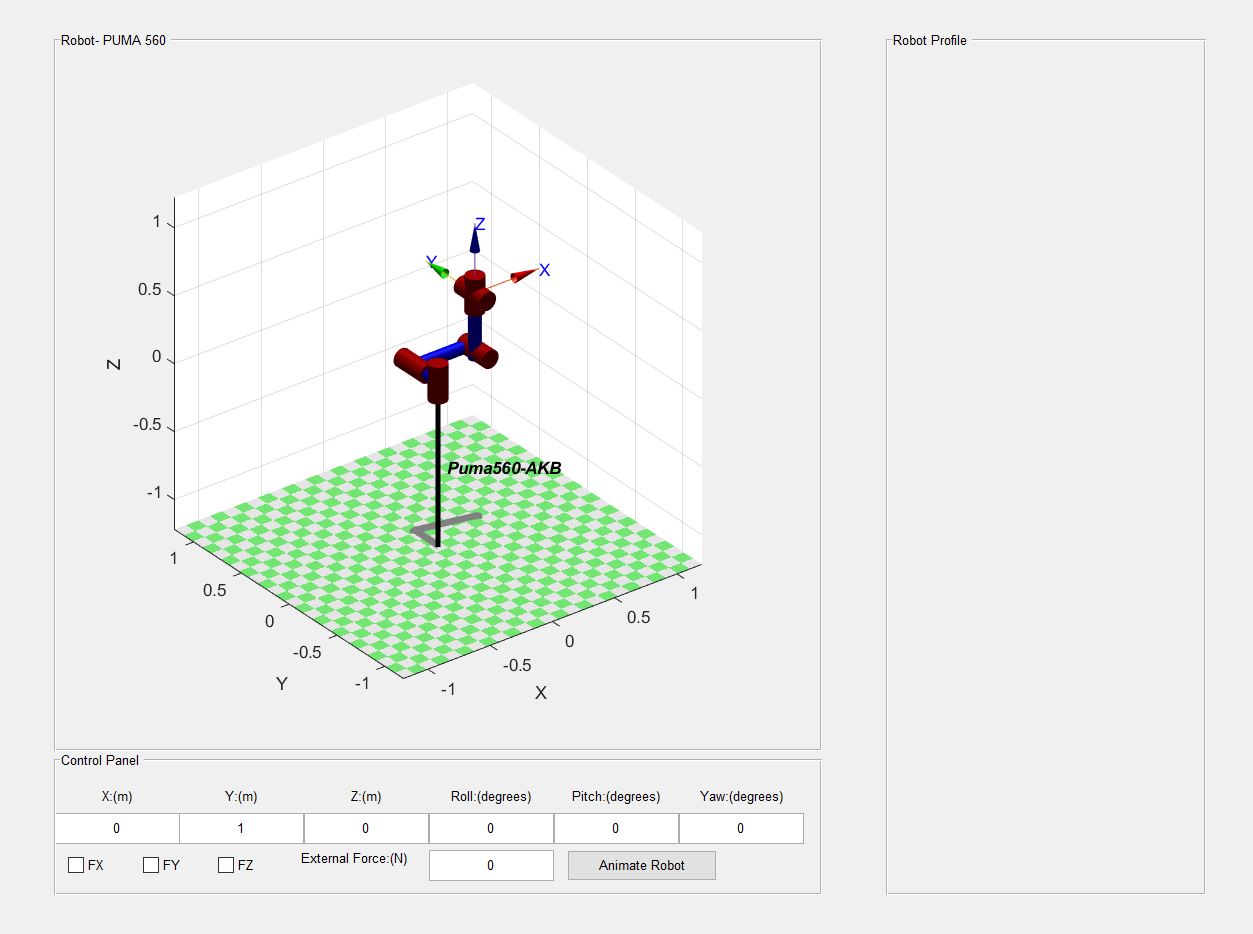 Robot- PUMA 560
Robot Profile
Z
Y
X
1
0.5
0
-0.5
-1
Z
Puma560-AKB
1
0.5
0
-0.5
-1
Y
1
0.5
0
-0.5
-1
X
Control Panel
X:(m) Y:(m) Z:(m) Roll:(degrees) Pitch:(degrees) Yaw:(degrees)
0 1 0 0 0 0
FX FY FZ External Force:(N) 0 Animate Robot